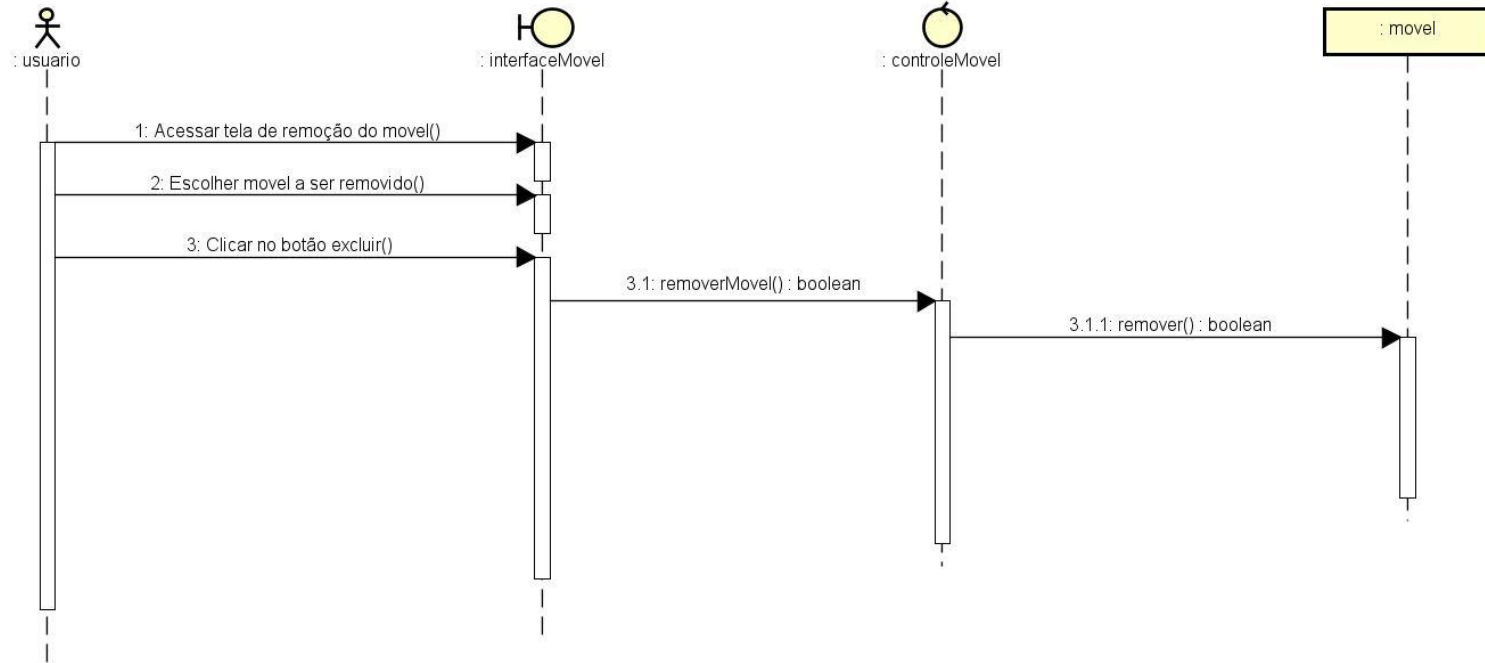 : usuario
: interfaceMovel
: controleMovel
: movel
1: Acessar tela de remoção do movel()
2: Escolher movel a ser removido()
3: Clicar no botão excluir()
3.1: removerMovel() : boolean
3.1.1: remover() : boolean